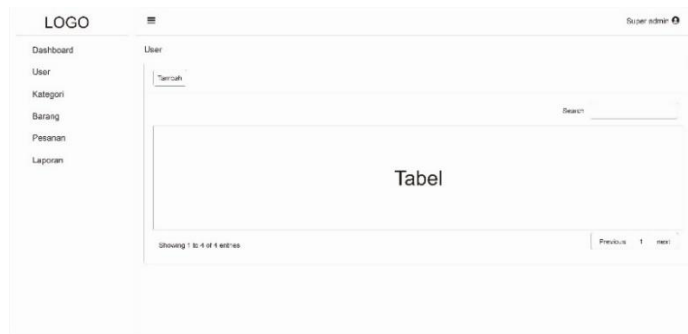 LOGO
Super admin
Dashboard
User
User
Tambah
Kategori
Barang
Search
Pesanan
Laporan
Tabel
Showing 1 to 4 of 4 entries
Previous 1 next